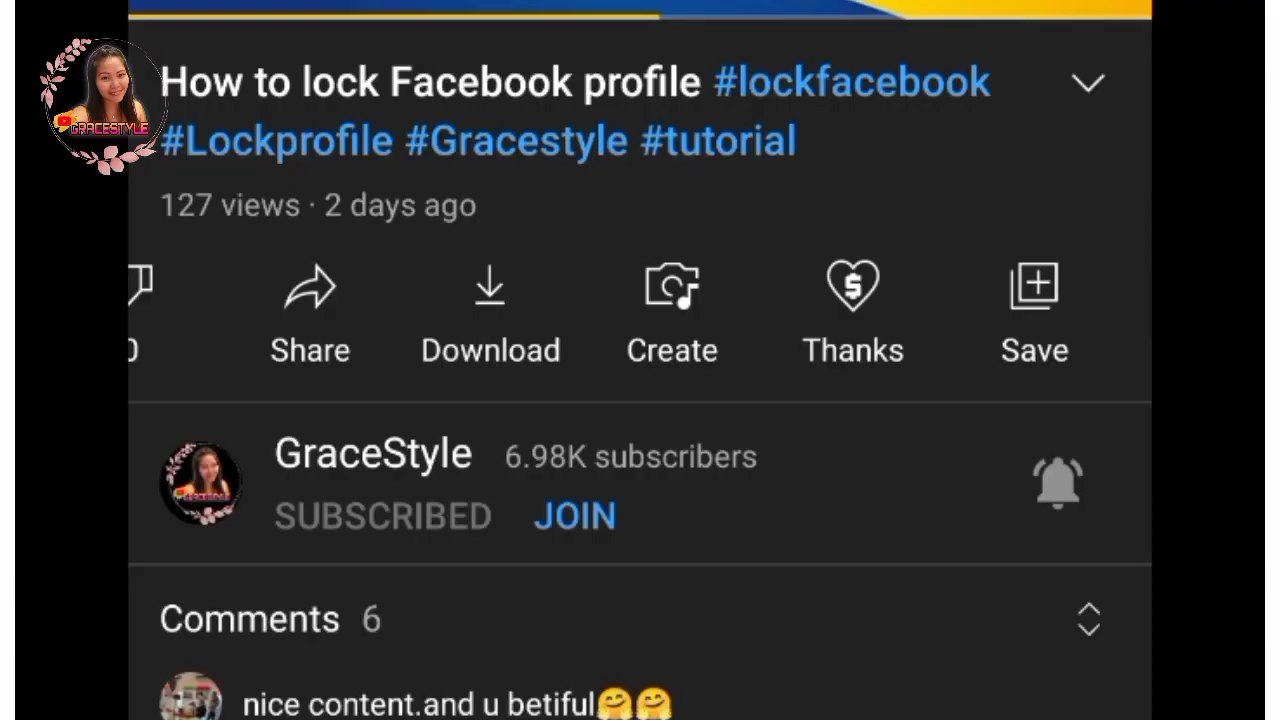 How to lock Facebook profile #lockfacebook
#Lockprofile #Gracestyle #tutorial
GRACESTYLE
127 views · 2 days ago
Share Download Create Thanks Save
GraceStyle 6.98K subscribers
SUBSCRIBED JOIN
Comments 6
nice content.and u betiful🤗🤗